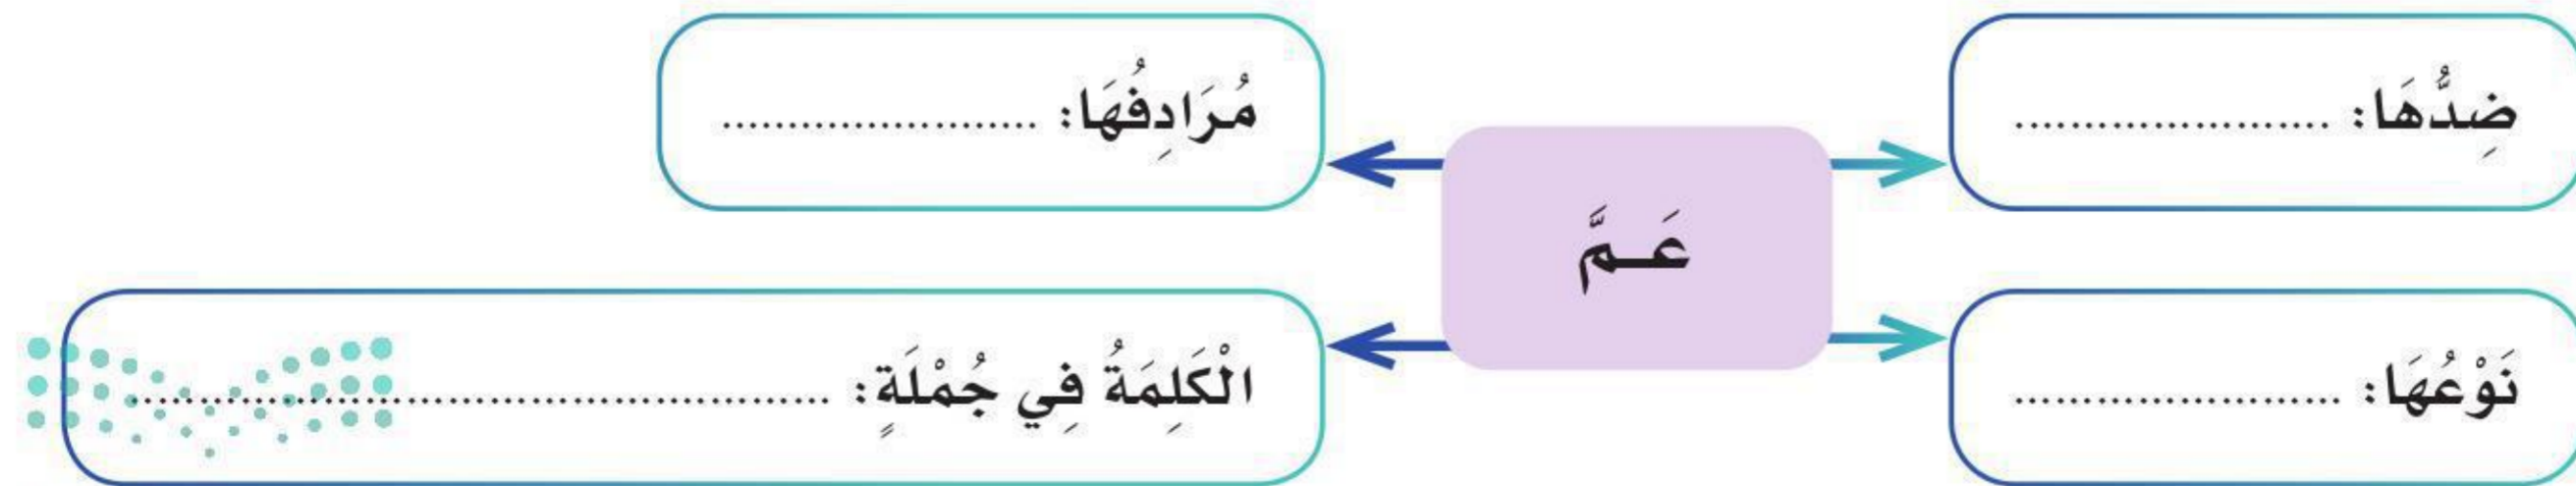 ضِدُّهَا: .......................
مُرَادِفُهَا: .......................
عَـمَّ
نَوْعُهَا: .......................
الْكَلِمَةُ فِي جُمْلَةٍ: ....................................................